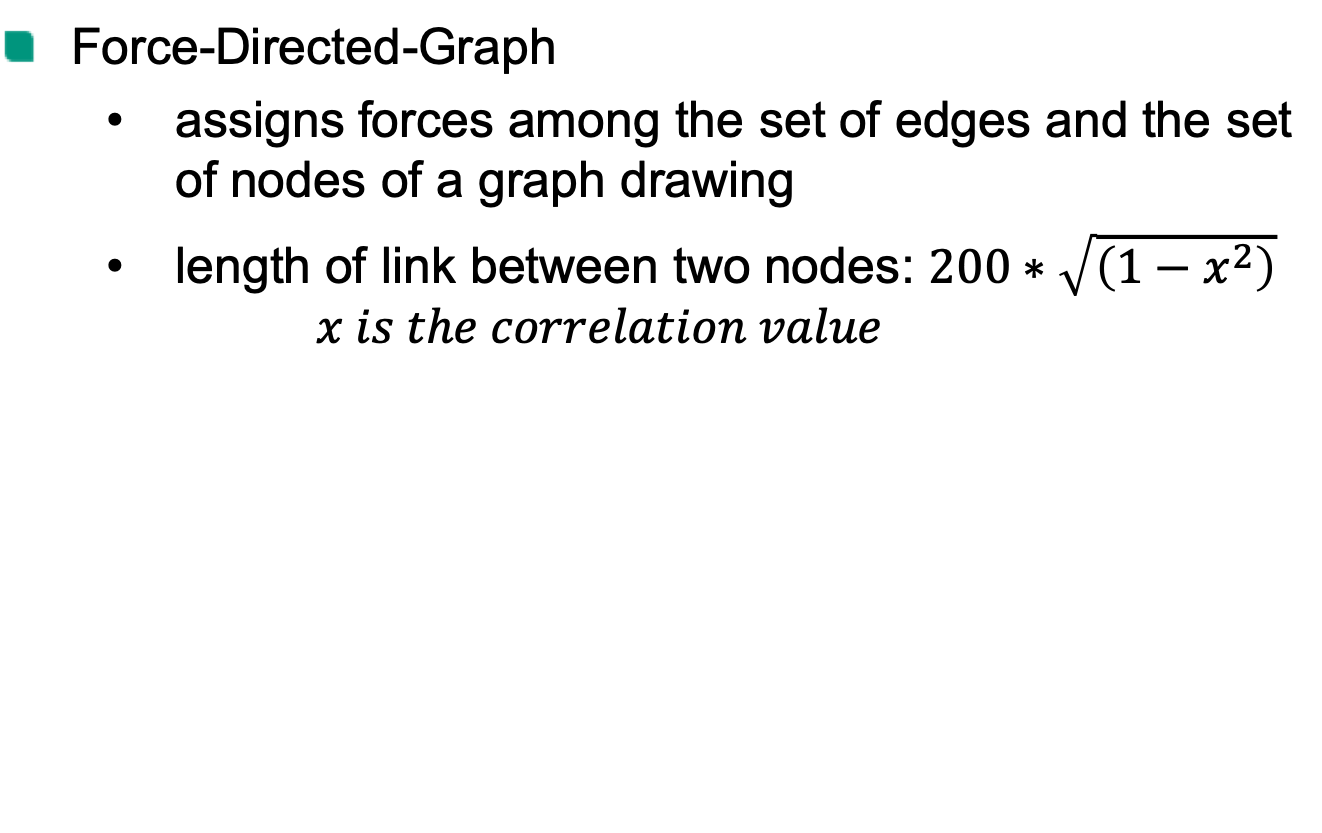 Force-Directed-Graph
• assigns forces among the set of edges and the set
of nodes of a graph drawing
• length of link between two nodes: 200 * √(1 − x²)
x is the correlation value